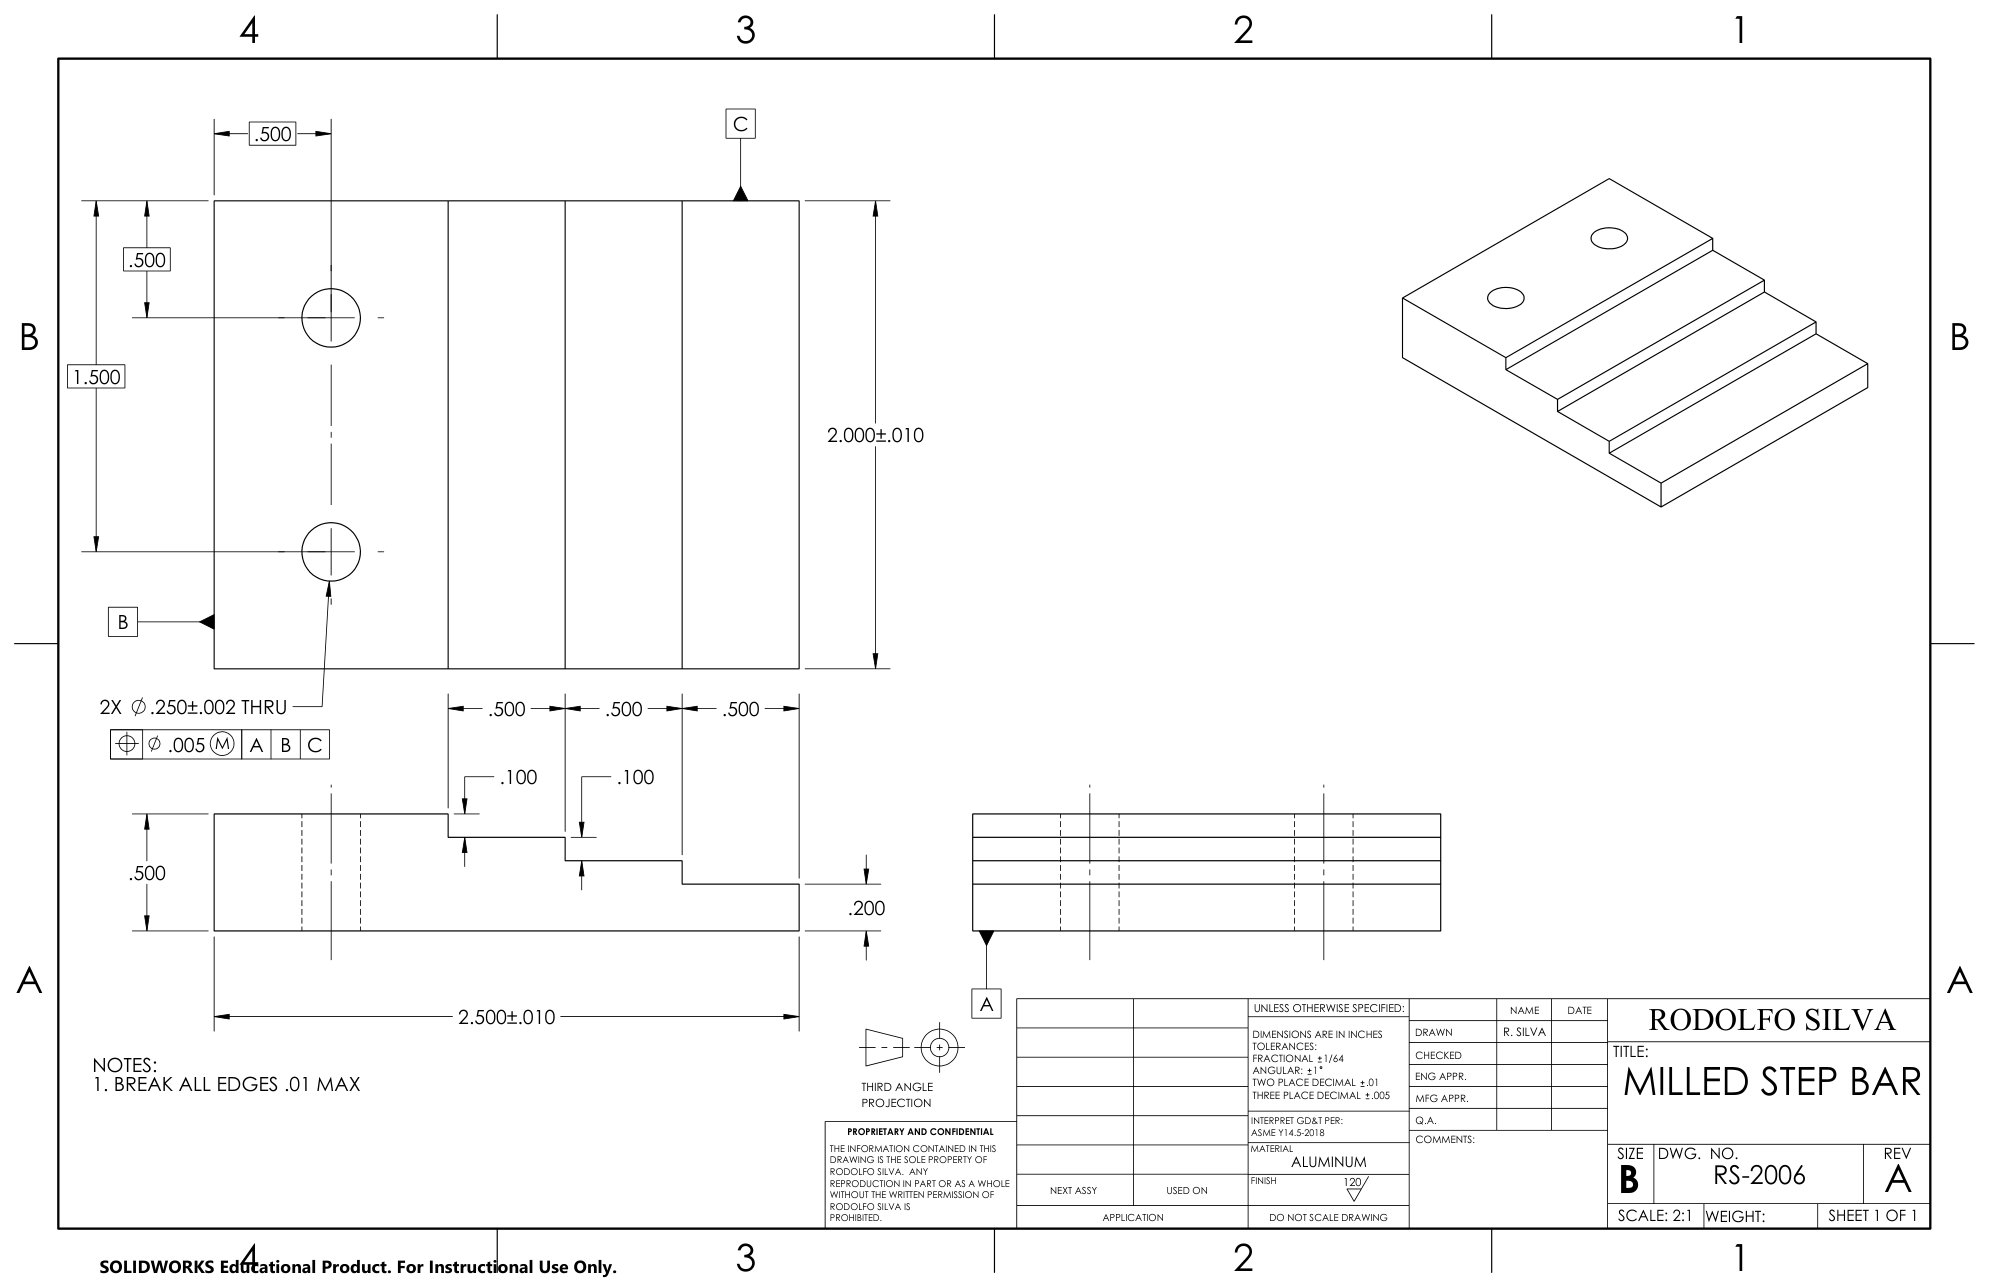 4 3 2 1
C
.500
.500
B B
1.500
2.000±.010
B
2X ⌀.250±.002 THRU
⌖ ⌀ .005 Ⓜ A B C
.500 .500 .500
.100 .100
.500
.200
A A
A
2.500±.010
NOTES:
1. BREAK ALL EDGES .01 MAX
THIRD ANGLE
PROJECTION
PROPRIETARY AND CONFIDENTIAL
THE INFORMATION CONTAINED IN THIS
DRAWING IS THE SOLE PROPERTY OF
RODOLFO SILVA. ANY
REPRODUCTION IN PART OR AS A WHOLE
WITHOUT THE WRITTEN PERMISSION OF
RODOLFO SILVA IS
PROHIBITED.
NEXT ASSY USED ON
APPLICATION
UNLESS OTHERWISE SPECIFIED:
DIMENSIONS ARE IN INCHES
TOLERANCES:
FRACTIONAL ±1/64
ANGULAR: ±1°
TWO PLACE DECIMAL ±.01
THREE PLACE DECIMAL ±.005
INTERPRET GD&T PER:
ASME Y14.5-2018
MATERIAL
ALUMINUM
FINISH
120
DO NOT SCALE DRAWING
NAME DATE
DRAWN R. SILVA
CHECKED
ENG APPR.
MFG APPR.
Q.A.
COMMENTS:
RODOLFO SILVA
TITLE:
MILLED STEP BAR
SIZE DWG. NO. REV
B RS-2006 A
SCALE: 2:1 WEIGHT: SHEET 1 OF 1
4 3 2 1
SOLIDWORKS Educational Product. For Instructional Use Only.